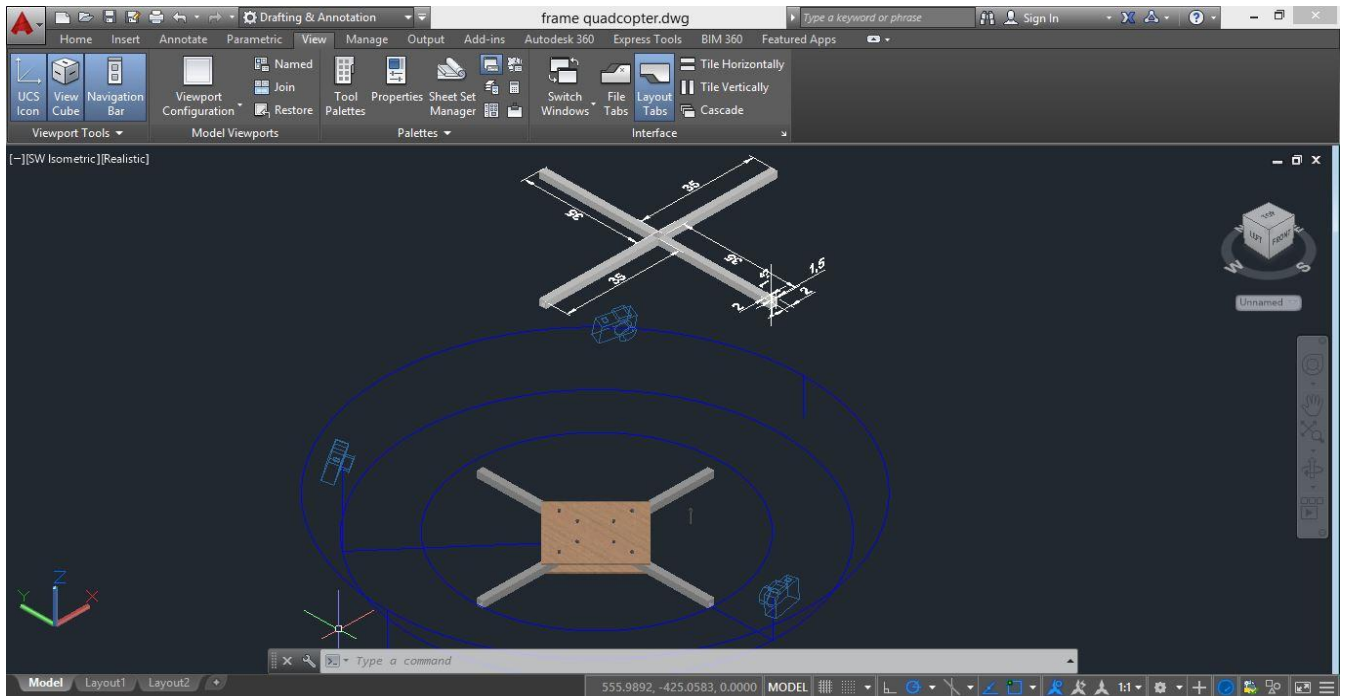 Drafting & Annotation
frame quadcopter.dwg
Type a keyword or phrase
Sign In
Home Insert Annotate Parametric View Manage Output Add-ins Autodesk 360 Express Tools BIM 360 Featured Apps
UCS Icon
View Cube
Navigation Bar
Viewport Configuration
Named
Join
Restore
Tool Palettes
Properties
Sheet Set Manager
Switch Windows
File Tabs
Layout Tabs
Tile Horizontally
Tile Vertically
Cascade
Viewport Tools
Model Viewports
Palettes
Interface
[−][SW Isometric][Realistic]
35
35
35
35
1,5
2
2
TOP
LEFT
FRONT
W
S
Unnamed
Z
Y
X
Type a command
Model Layout1 Layout2 +
555.9892, -425.0583, 0.0000 MODEL 1:1